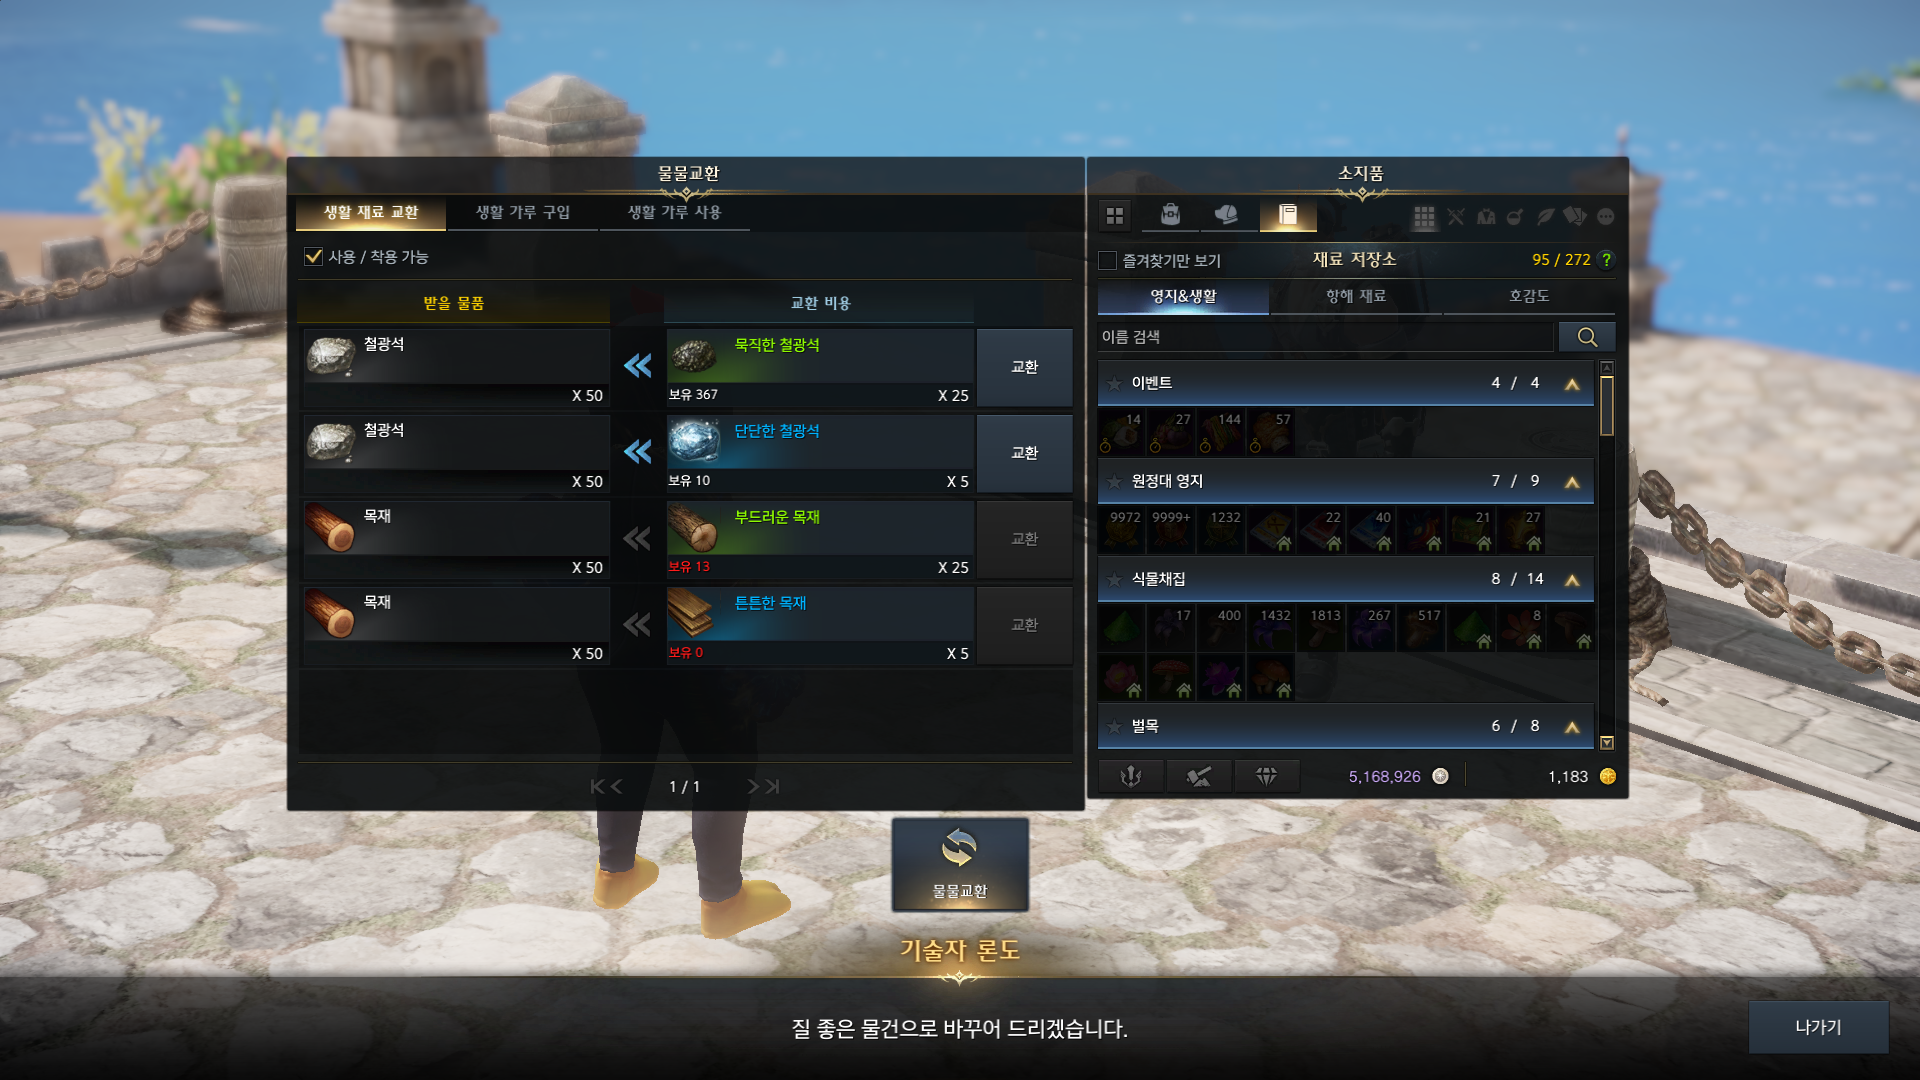 물물교환
생활 재료 교환
생활 가루 구입
생활 가루 사용
사용 / 착용 가능
받을 물품
교환 비용
철광석
X 50
묵직한 철광석
보유 367
X 25
교환
철광석
X 50
단단한 철광석
보유 10
X 5
교환
목재
X 50
부드러운 목재
보유 13
X 25
교환
목재
X 50
튼튼한 목재
보유 0
X 5
교환
1 / 1
소지품
즐겨찾기만 보기
재료 저장소
95 / 272
?
영지&생활
항해 재료
호감도
이름 검색
이벤트
4 / 4
14 27 144 57
원정대 영지
7 / 9
9972 9999+ 1232 22 40 21 27
식물채집
8 / 14
17 400 1432 1813 267 517 8
벌목
6 / 8
5,168,926
1,183
물물교환
기술자 론도
질 좋은 물건으로 바꾸어 드리겠습니다.
나가기